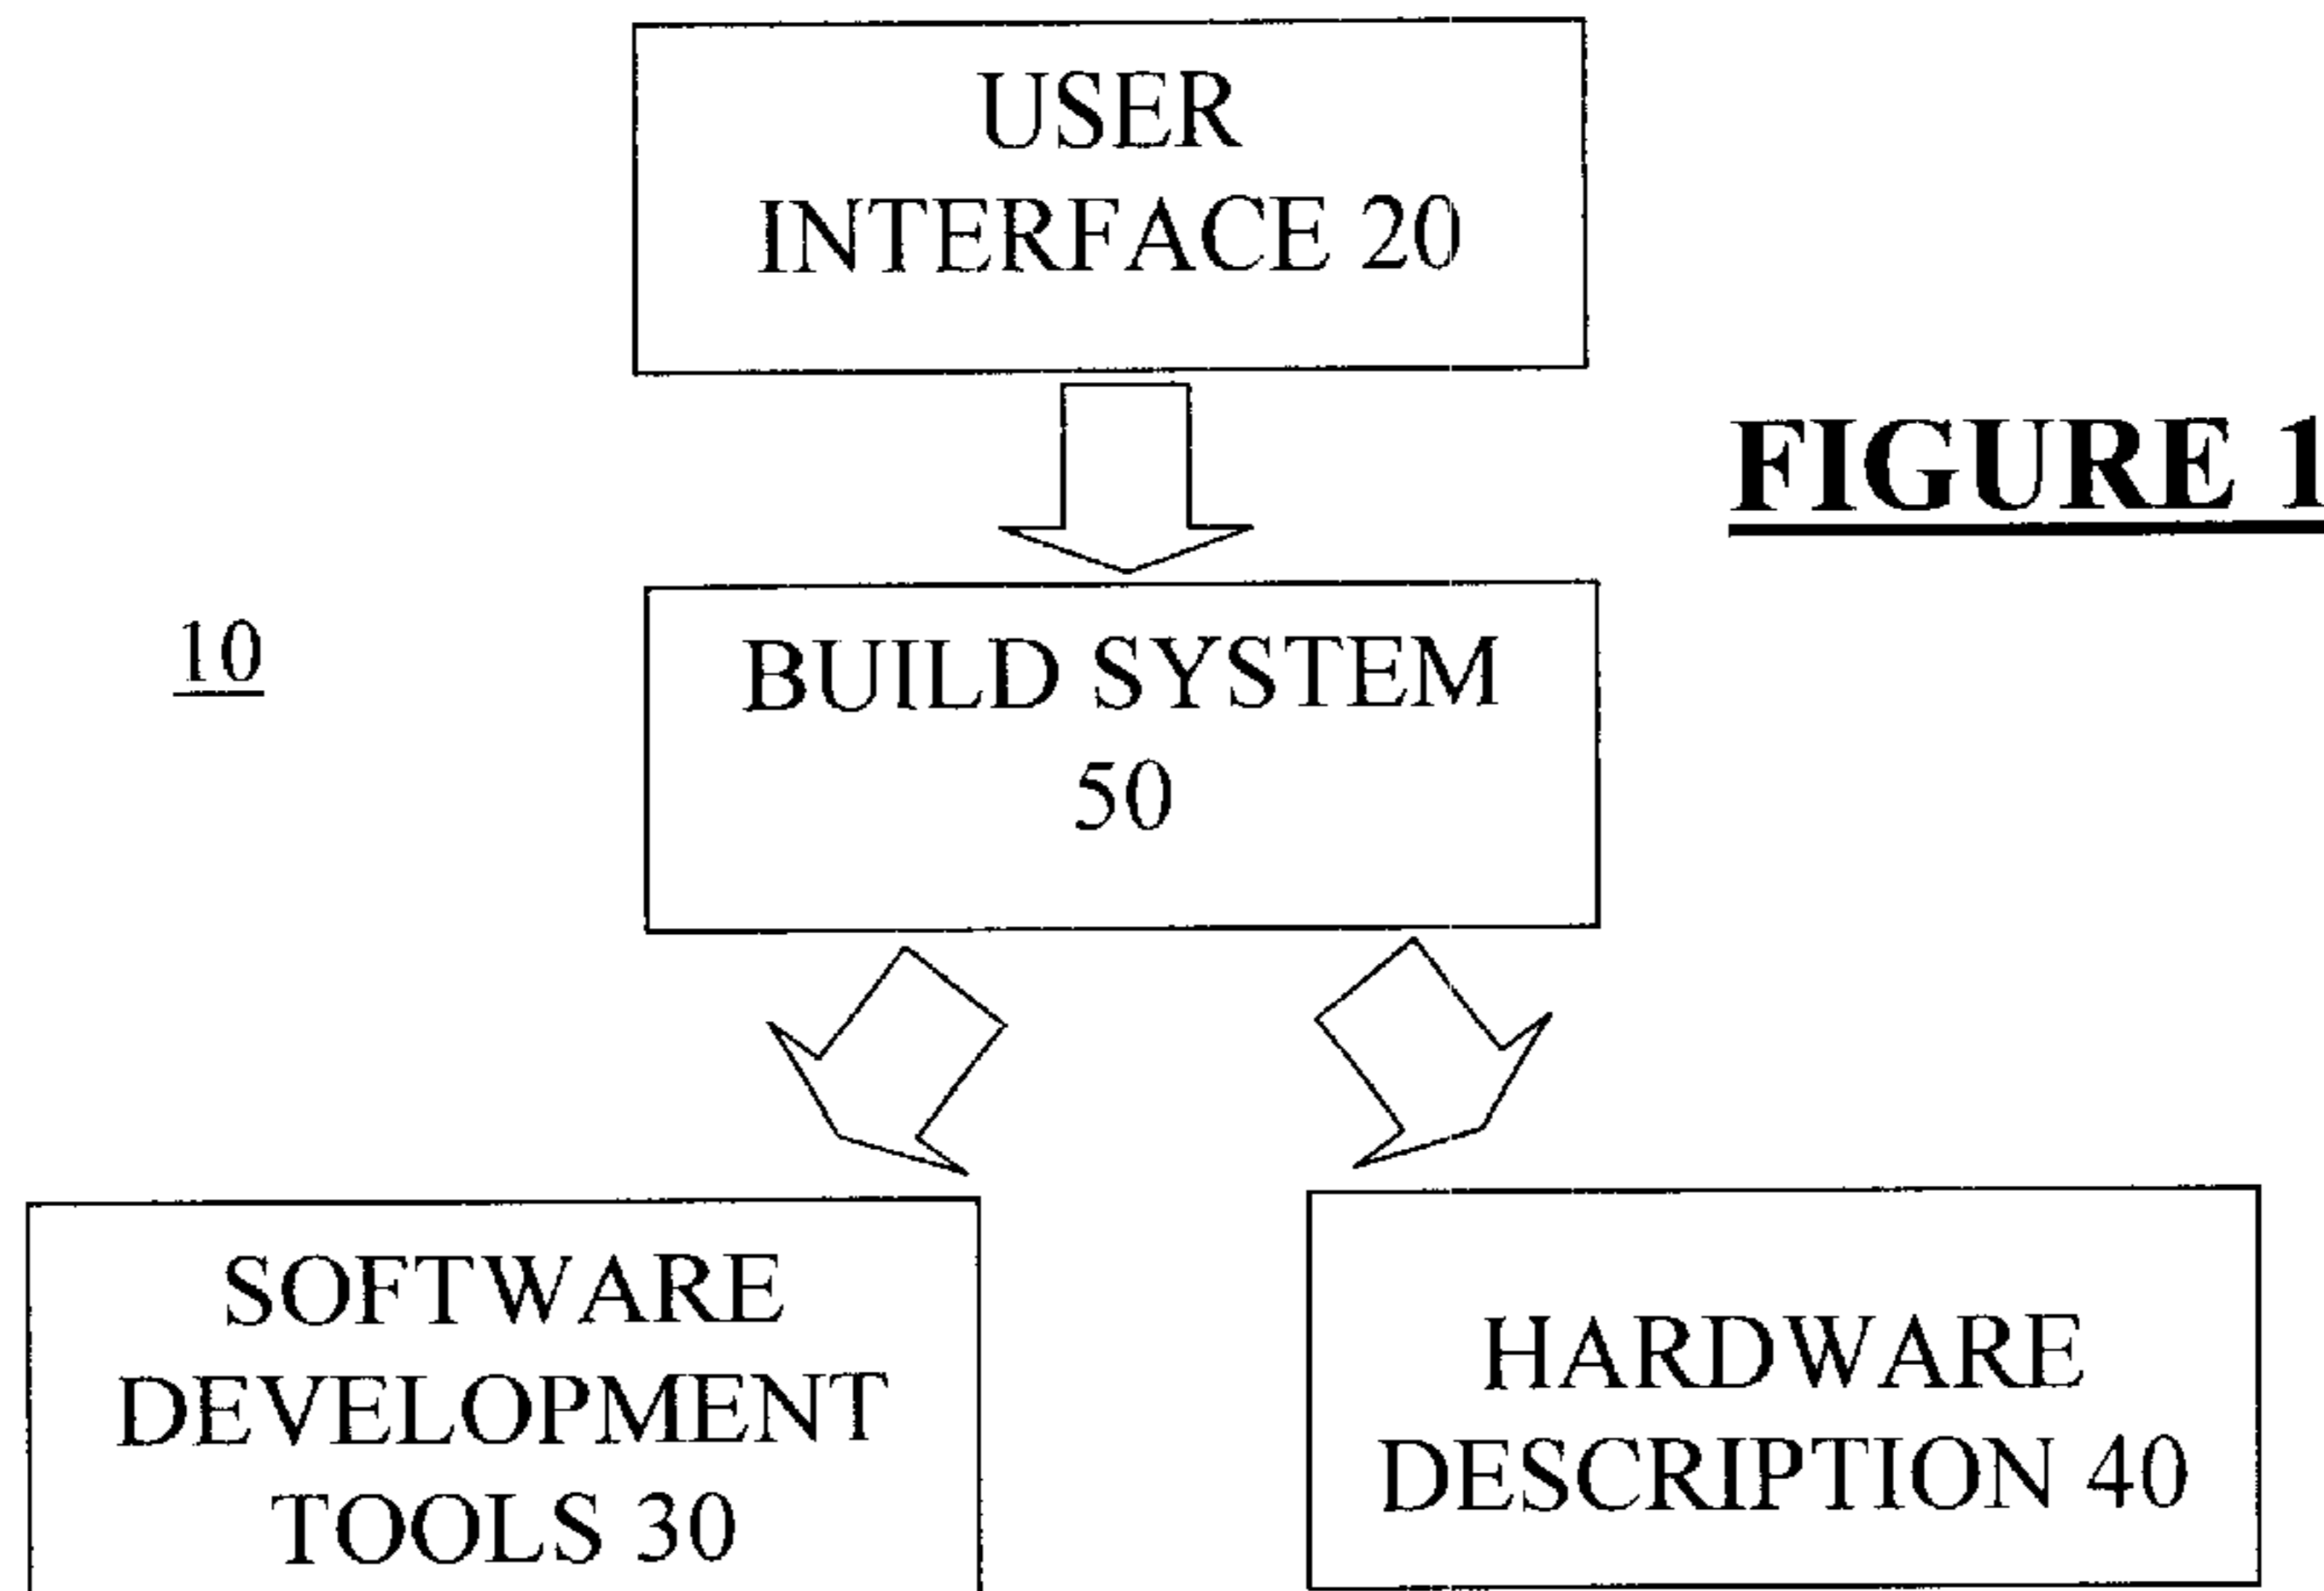 USER
INTERFACE 20
FIGURE 1
10
BUILD SYSTEM
50
SOFTWARE
DEVELOPMENT
TOOLS 30
HARDWARE
DESCRIPTION 40